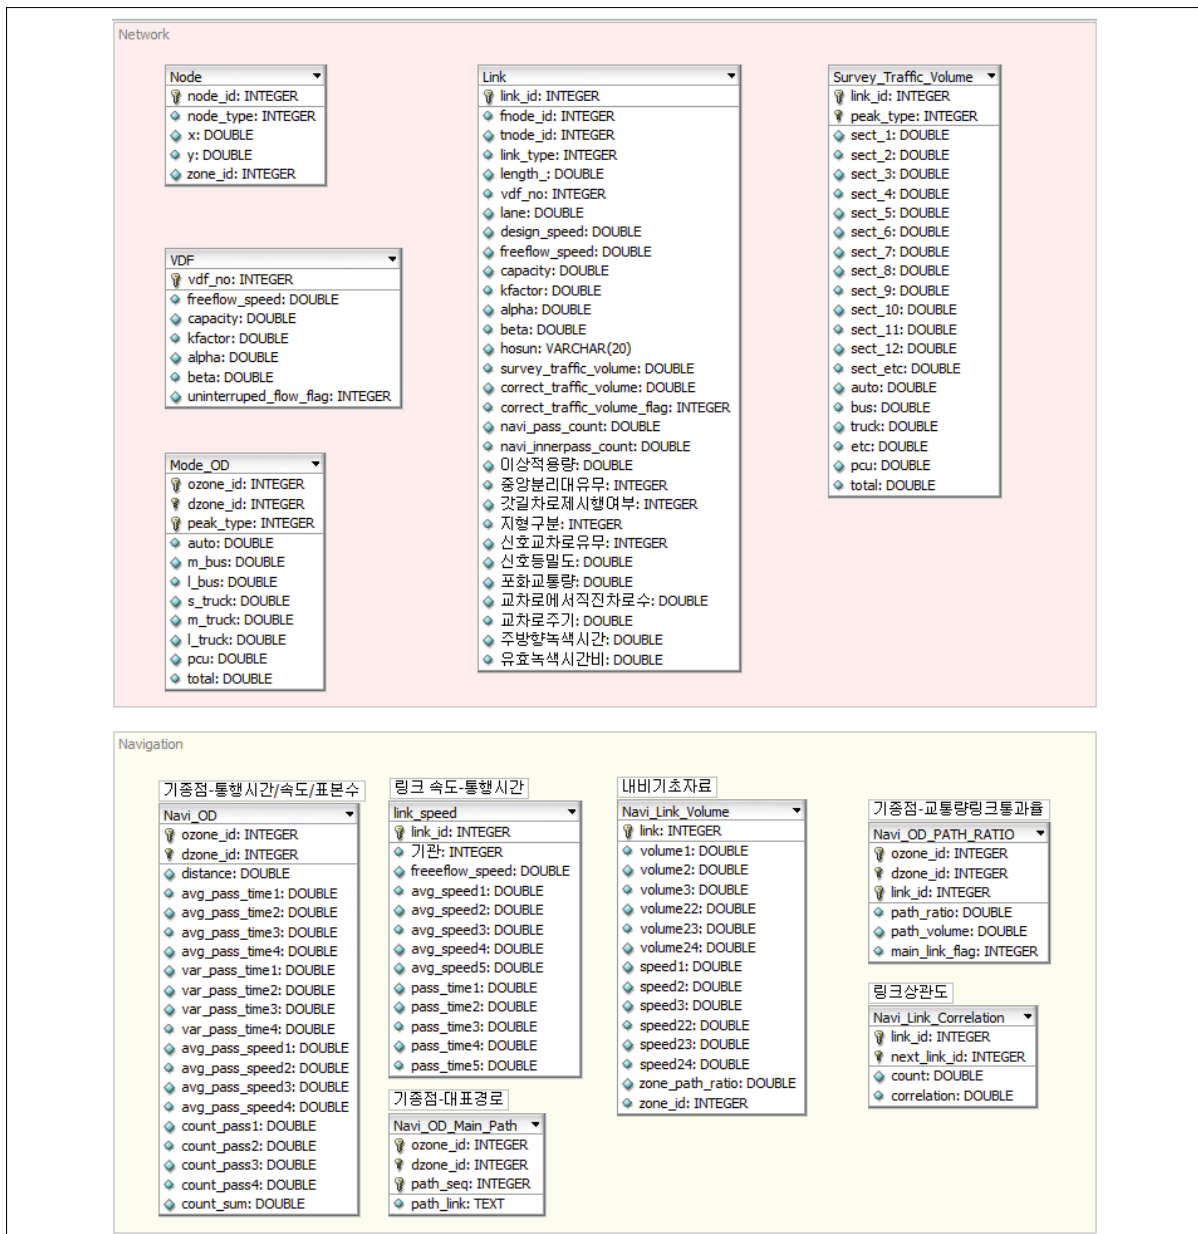 Network
Node
node_id: INTEGER
node_type: INTEGER
x: DOUBLE
y: DOUBLE
zone_id: INTEGER
VDF
vdf_no: INTEGER
freeflow_speed: DOUBLE
capacity: DOUBLE
kfactor: DOUBLE
alpha: DOUBLE
beta: DOUBLE
uninterruped_flow_flag: INTEGER
Mode_OD
ozone_id: INTEGER
dzone_id: INTEGER
peak_type: INTEGER
auto: DOUBLE
m_bus: DOUBLE
l_bus: DOUBLE
s_truck: DOUBLE
m_truck: DOUBLE
l_truck: DOUBLE
pcu: DOUBLE
total: DOUBLE
Link
link_id: INTEGER
fnode_id: INTEGER
tnode_id: INTEGER
link_type: INTEGER
length_: DOUBLE
vdf_no: INTEGER
lane: DOUBLE
design_speed: DOUBLE
freeflow_speed: DOUBLE
capacity: DOUBLE
kfactor: DOUBLE
alpha: DOUBLE
beta: DOUBLE
hosun: VARCHAR(20)
survey_traffic_volume: DOUBLE
correct_traffic_volume: DOUBLE
correct_traffic_volume_flag: INTEGER
navi_pass_count: DOUBLE
navi_innerpass_count: DOUBLE
이상적용량: DOUBLE
중앙분리대유무: INTEGER
갓길차로제시행여부: INTEGER
지형구분: INTEGER
신호교차로유무: INTEGER
신호등밀도: DOUBLE
포화교통량: DOUBLE
교차로에서직진차로수: DOUBLE
교차로주기: DOUBLE
주방향녹색시간: DOUBLE
유효녹색시간비: DOUBLE
Survey_Traffic_Volume
link_id: INTEGER
peak_type: INTEGER
sect_1: DOUBLE
sect_2: DOUBLE
sect_3: DOUBLE
sect_4: DOUBLE
sect_5: DOUBLE
sect_6: DOUBLE
sect_7: DOUBLE
sect_8: DOUBLE
sect_9: DOUBLE
sect_10: DOUBLE
sect_11: DOUBLE
sect_12: DOUBLE
sect_etc: DOUBLE
auto: DOUBLE
bus: DOUBLE
truck: DOUBLE
etc: DOUBLE
pcu: DOUBLE
total: DOUBLE
Navigation
기종점-통행시간/속도/표본수
Navi_OD
ozone_id: INTEGER
dzone_id: INTEGER
distance: DOUBLE
avg_pass_time1: DOUBLE
avg_pass_time2: DOUBLE
avg_pass_time3: DOUBLE
avg_pass_time4: DOUBLE
var_pass_time1: DOUBLE
var_pass_time2: DOUBLE
var_pass_time3: DOUBLE
var_pass_time4: DOUBLE
avg_pass_speed1: DOUBLE
avg_pass_speed2: DOUBLE
avg_pass_speed3: DOUBLE
avg_pass_speed4: DOUBLE
count_pass1: DOUBLE
count_pass2: DOUBLE
count_pass3: DOUBLE
count_pass4: DOUBLE
count_sum: DOUBLE
링크 속도-통행시간
link_speed
link_id: INTEGER
기관: INTEGER
freeeflow_speed: DOUBLE
avg_speed1: DOUBLE
avg_speed2: DOUBLE
avg_speed3: DOUBLE
avg_speed4: DOUBLE
avg_speed5: DOUBLE
pass_time1: DOUBLE
pass_time2: DOUBLE
pass_time3: DOUBLE
pass_time4: DOUBLE
pass_time5: DOUBLE
기종점-대표경로
Navi_OD_Main_Path
ozone_id: INTEGER
dzone_id: INTEGER
path_seq: INTEGER
path_link: TEXT
내비기초자료
Navi_Link_Volume
link: INTEGER
volume1: DOUBLE
volume2: DOUBLE
volume3: DOUBLE
volume22: DOUBLE
volume23: DOUBLE
volume24: DOUBLE
speed1: DOUBLE
speed2: DOUBLE
speed3: DOUBLE
speed22: DOUBLE
speed23: DOUBLE
speed24: DOUBLE
zone_path_ratio: DOUBLE
zone_id: INTEGER
기종점-교통량링크통과율
Navi_OD_PATH_RATIO
ozone_id: INTEGER
dzone_id: INTEGER
link_id: INTEGER
path_ratio: DOUBLE
path_volume: DOUBLE
main_link_flag: INTEGER
링크상관도
Navi_Link_Correlation
link_id: INTEGER
next_link_id: INTEGER
count: DOUBLE
correlation: DOUBLE